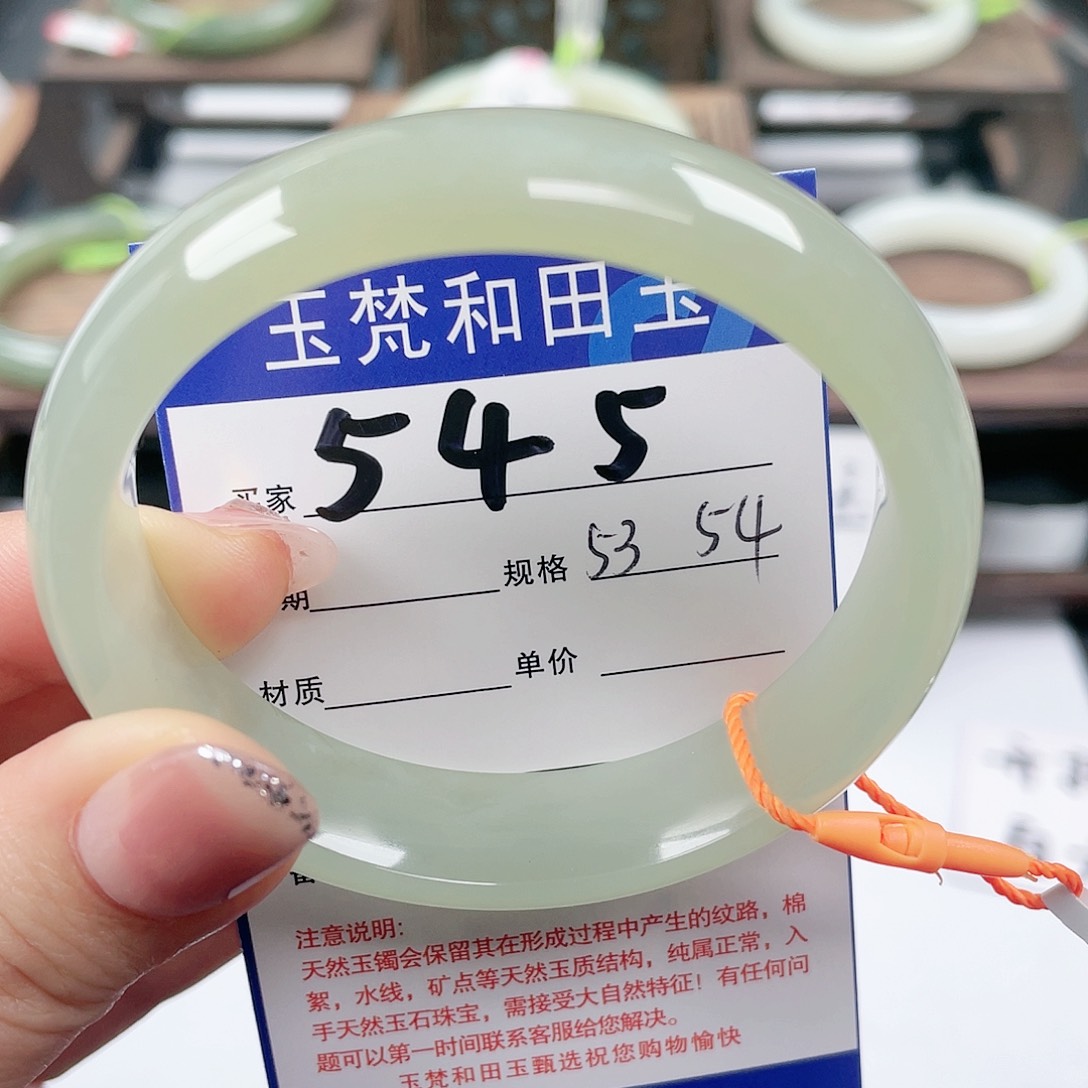 玉梵和田玉
买家 545
期 规格 53 54
材质 单价
注意说明:
天然玉镯会保留其在形成过程中产生的纹路，棉
絮，水线，矿点等天然玉质结构，纯属正常，入
手天然玉石珠宝，需接受大自然特征！有任何问
题可以第一时间联系客服给您解决。
玉梵和田玉甄选祝您购物愉快